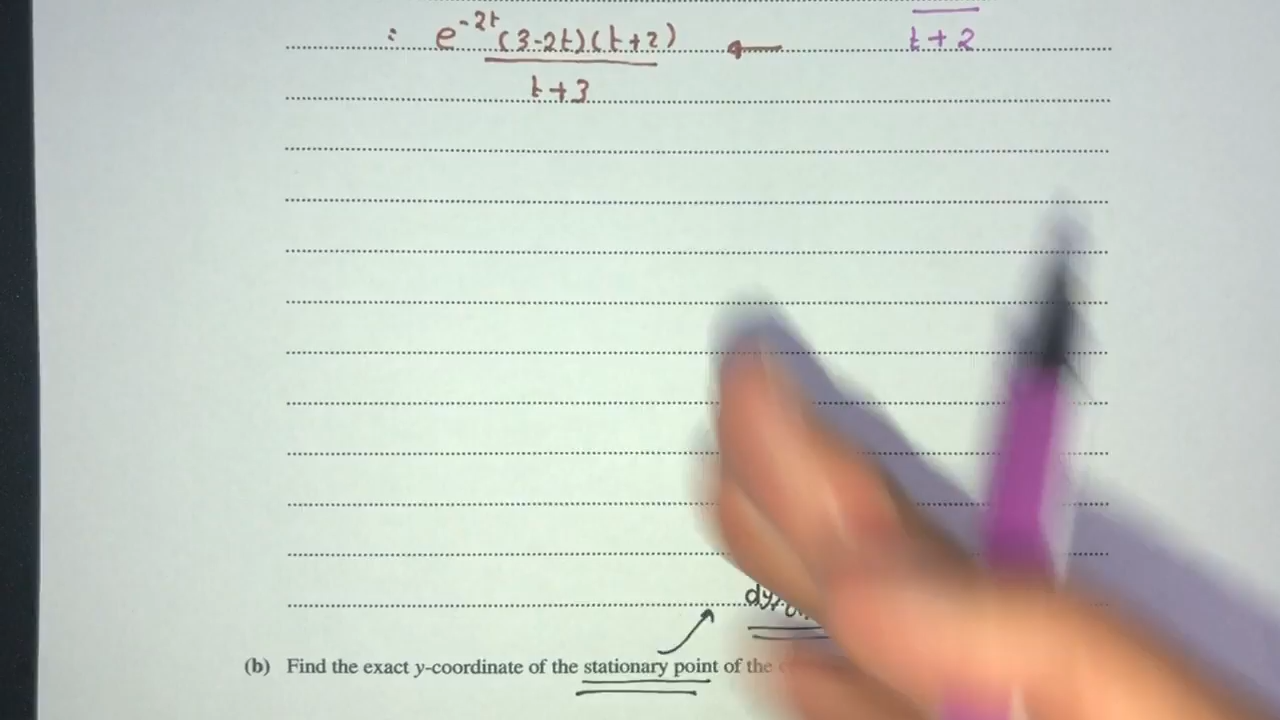 : e^-2t (3-2t)(t+2)
t+3
t+2
(b) Find the exact y-coordinate of the stationary point of the